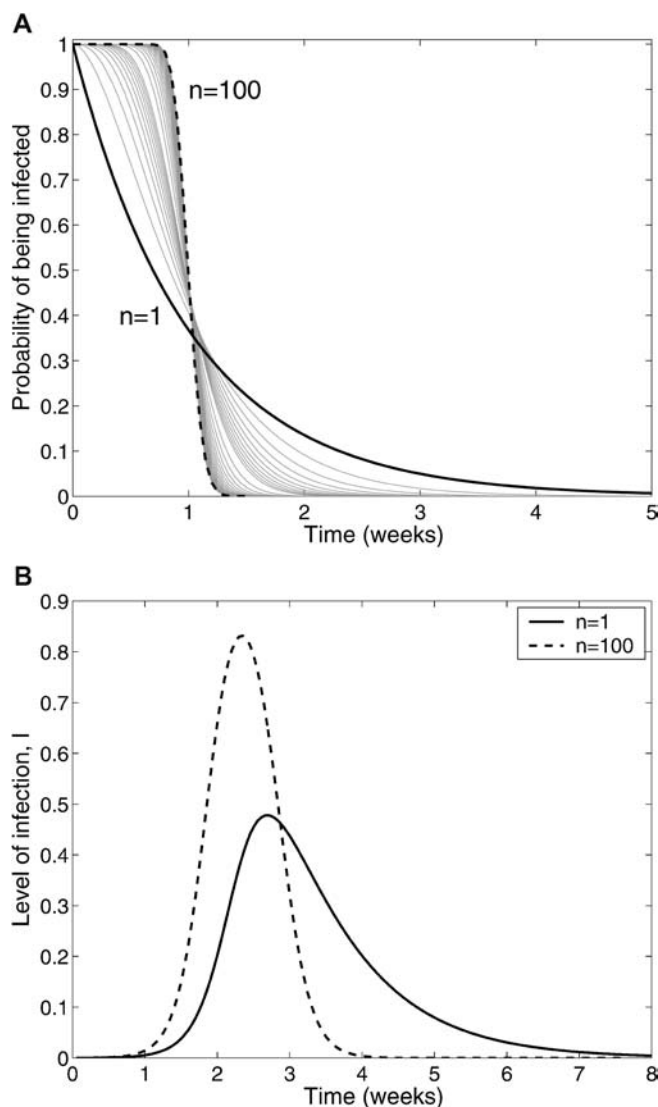 A
Probability of being infected
1
0.9
0.8
0.7
0.6
0.5
0.4
0.3
0.2
0.1
0
n=100
n=1
0 1 2 3 4 5
Time (weeks)
B
Level of infection, I
0.9
0.8
0.7
0.6
0.5
0.4
0.3
0.2
0.1
0
n=1
n=100
0 1 2 3 4 5 6 7 8
Time (weeks)